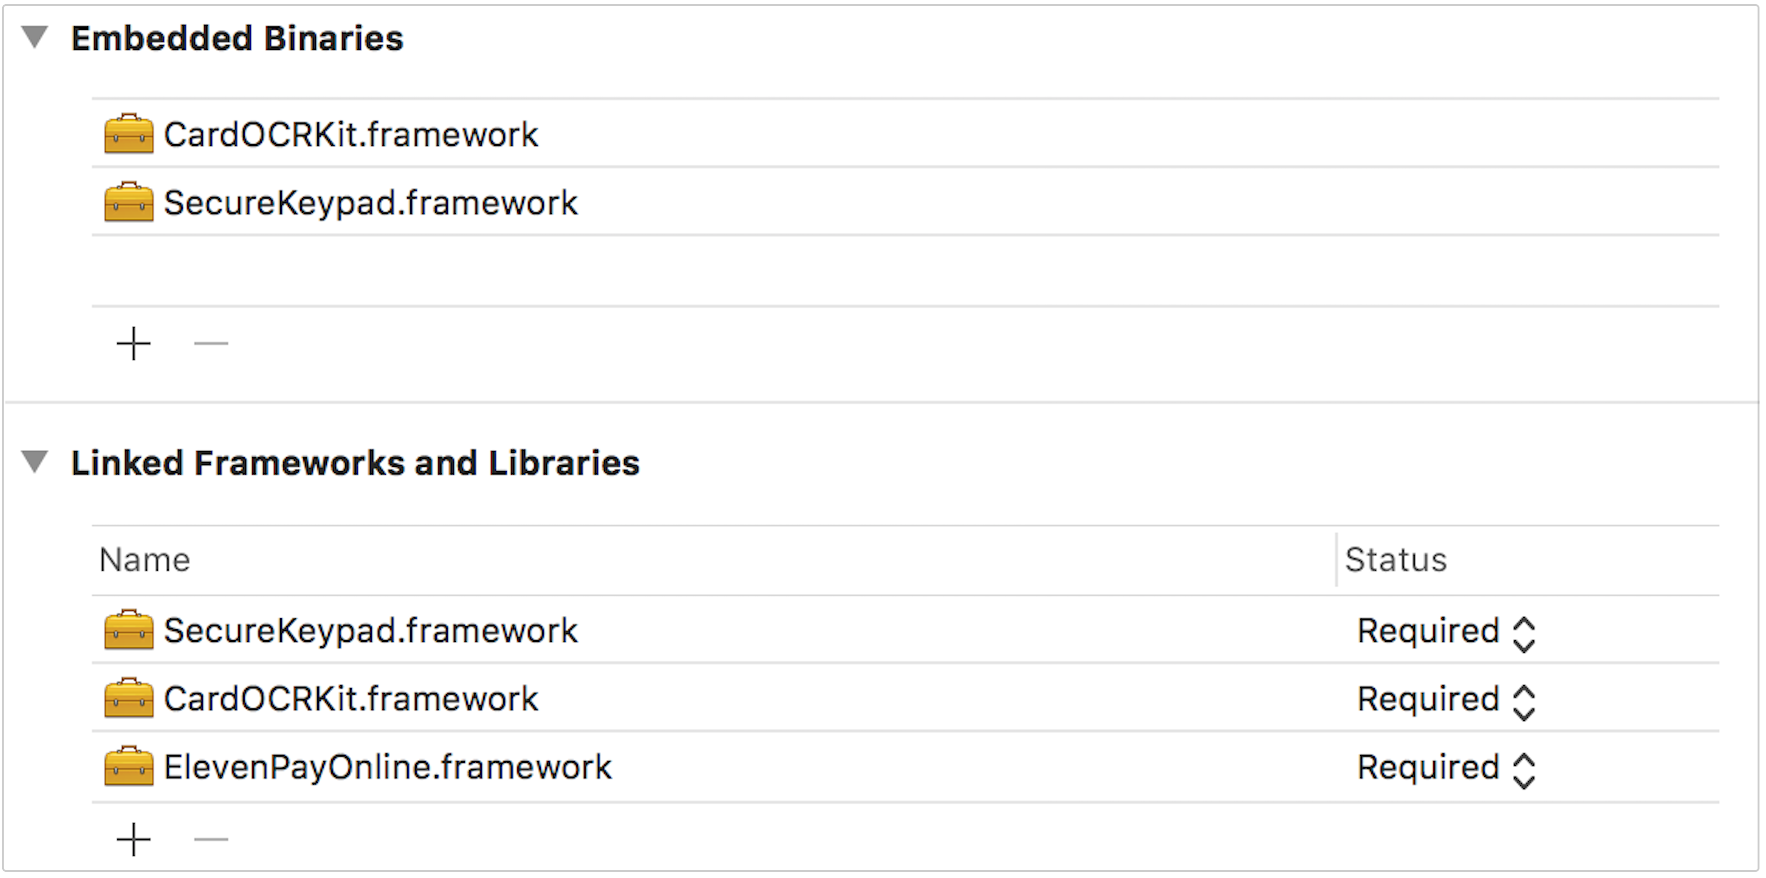 Embedded Binaries
CardOCRKit.framework
SecureKeypad.framework
Linked Frameworks and Libraries
Name Status
SecureKeypad.framework Required
CardOCRKit.framework Required
ElevenPayOnline.framework Required